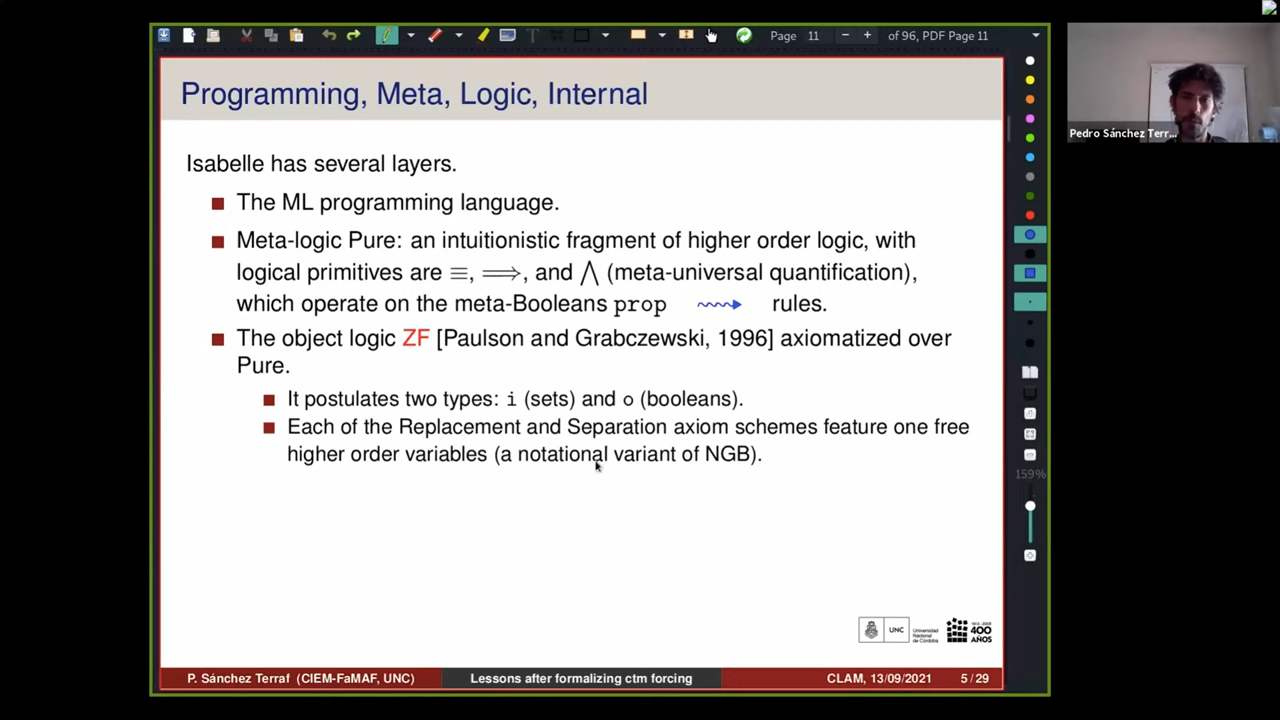 Page 11 − + of 96, PDF Page 11
Programming, Meta, Logic, Internal
Pedro Sánchez Terr...
Isabelle has several layers.
The ML programming language.
Meta-logic Pure: an intuitionistic fragment of higher order logic, with
logical primitives are ≡, ⟹, and ⋀ (meta-universal quantification),
which operate on the meta-Booleans prop ⇝ rules.
The object logic ZF [Paulson and Grabczewski, 1996] axiomatized over
Pure.
It postulates two types: i (sets) and o (booleans).
Each of the Replacement and Separation axiom schemes feature one free
higher order variables (a notational variant of NGB).
159%
UNC
Universidad
Nacional
de Córdoba
400
AÑOS
P. Sánchez Terraf (CIEM-FaMAF, UNC) Lessons after formalizing ctm forcing CLAM, 13/09/2021 5 / 29